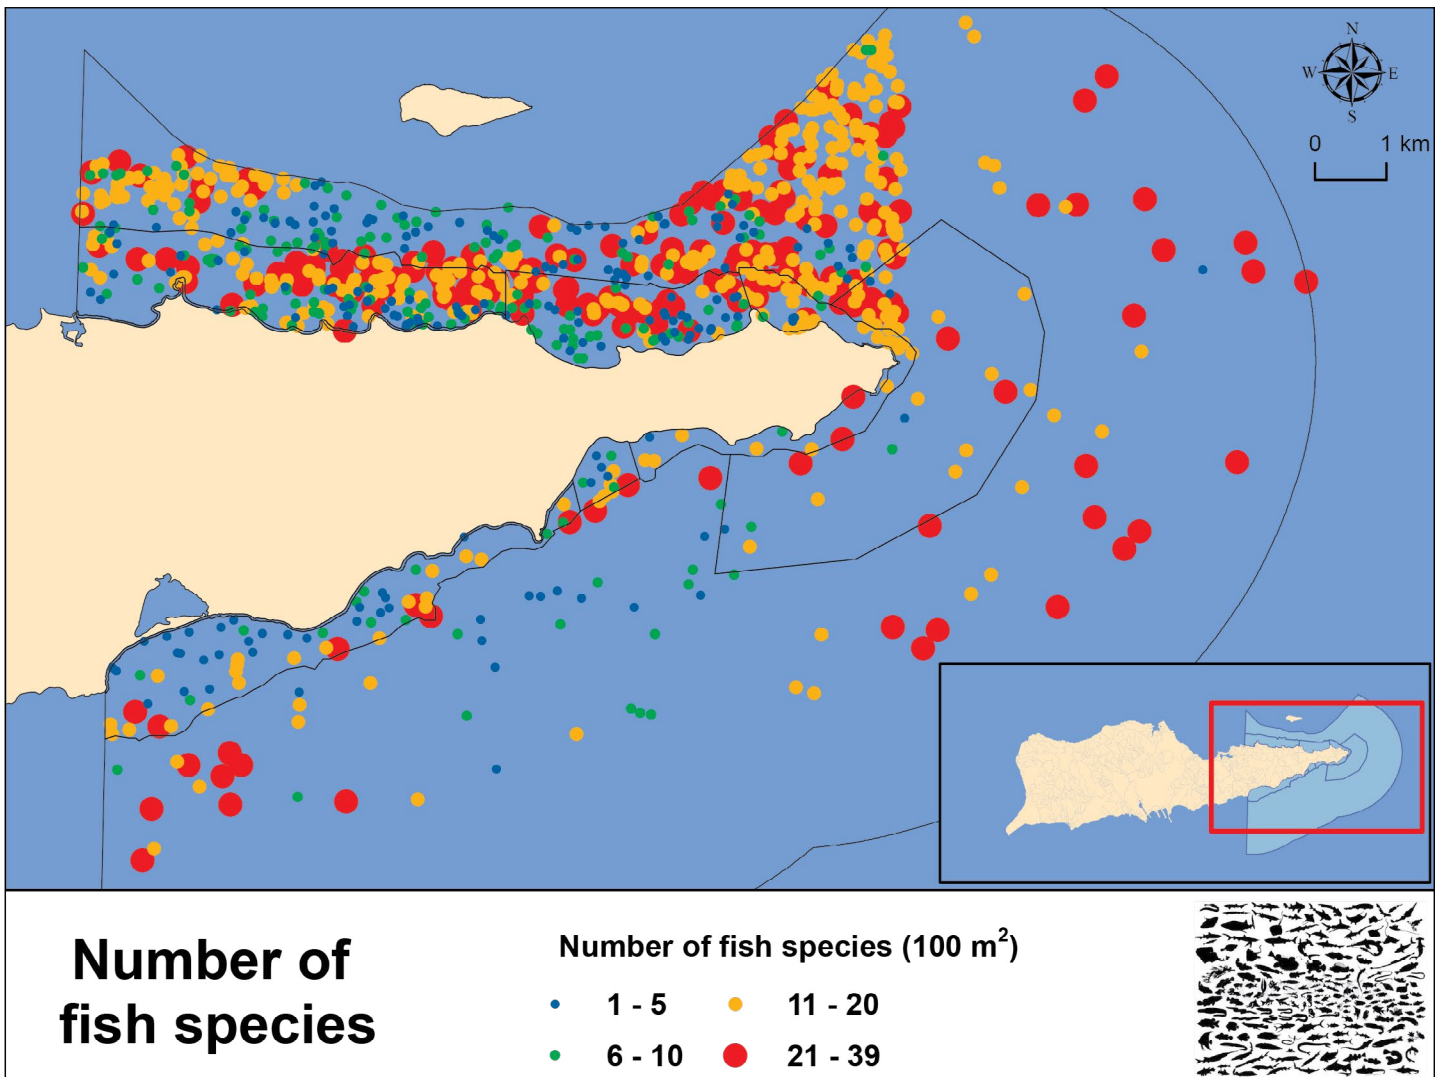 N
W E
S
0 1 km
Number of
fish species
Number of fish species (100 m²)
1 - 5
11 - 20
6 - 10
21 - 39